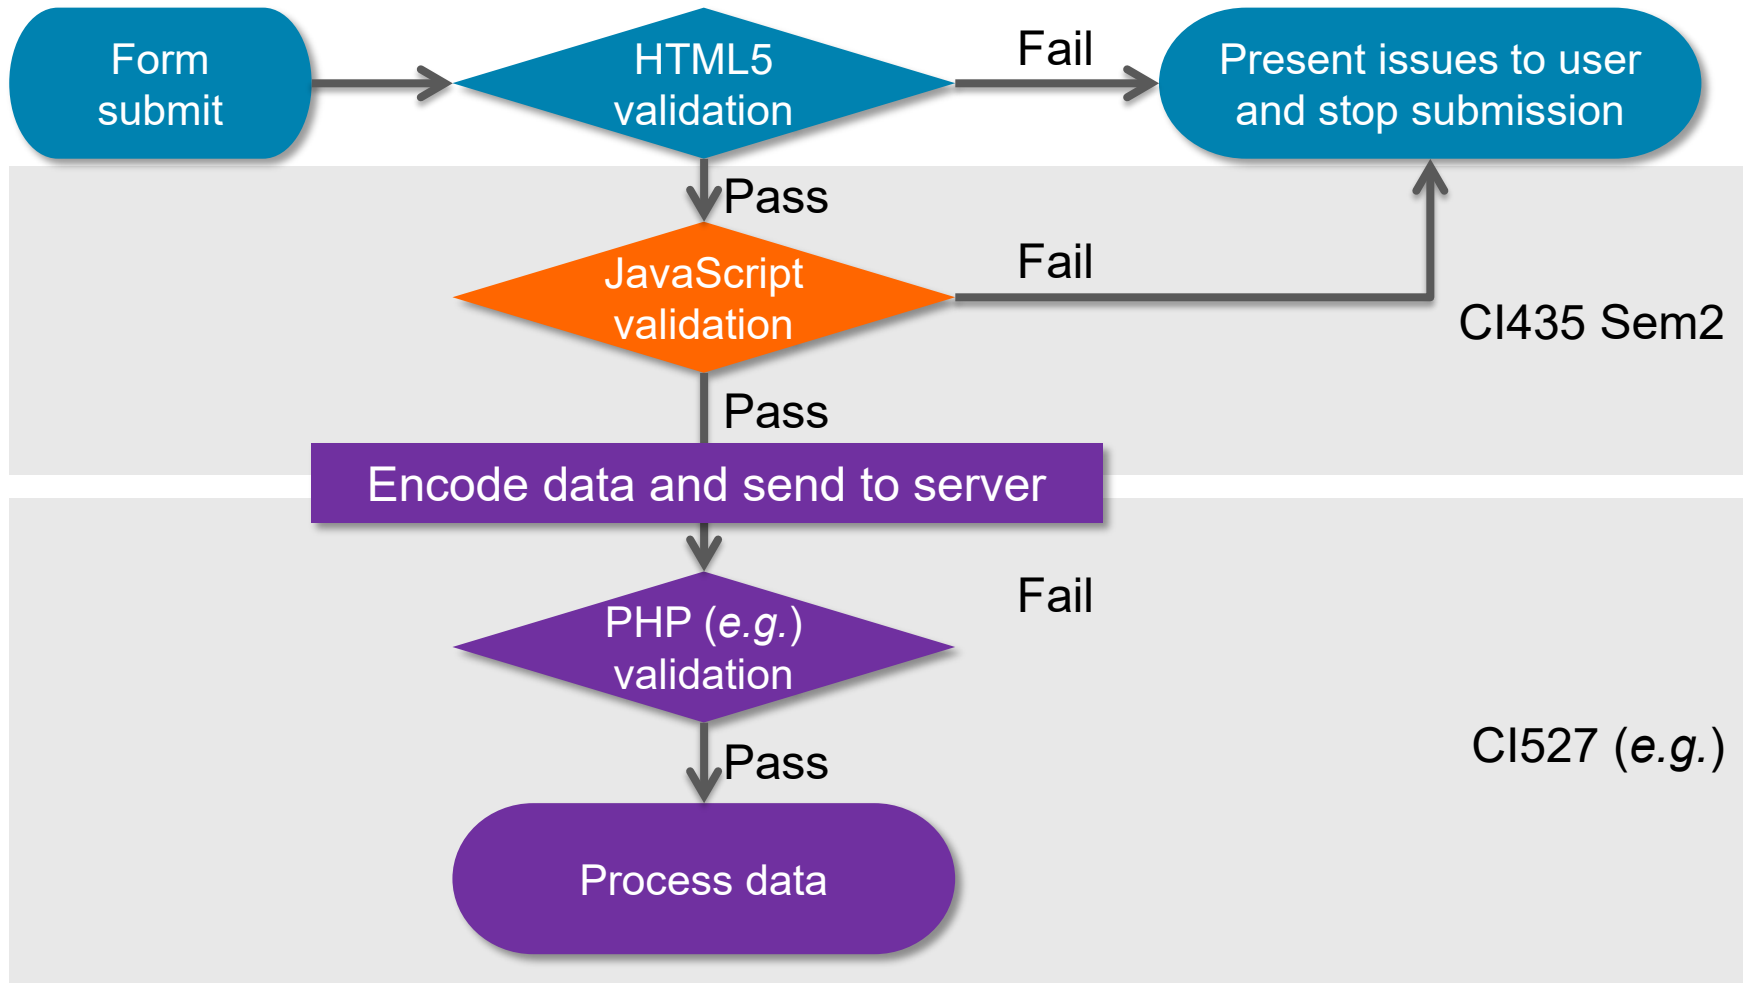 Form
submit
HTML5
validation
Fail
Present issues to user
and stop submission
Pass
JavaScript
validation
Fail
CI435 Sem2
Pass
Encode data and send to server
PHP (e.g.)
validation
Fail
CI527 (e.g.)
Pass
Process data